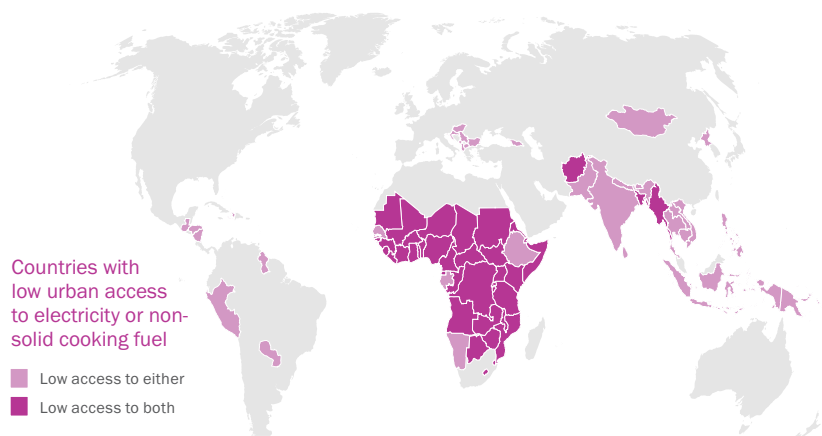 Countries with
low urban access
to electricity or non-
solid cooking fuel
Low access to either
Low access to both